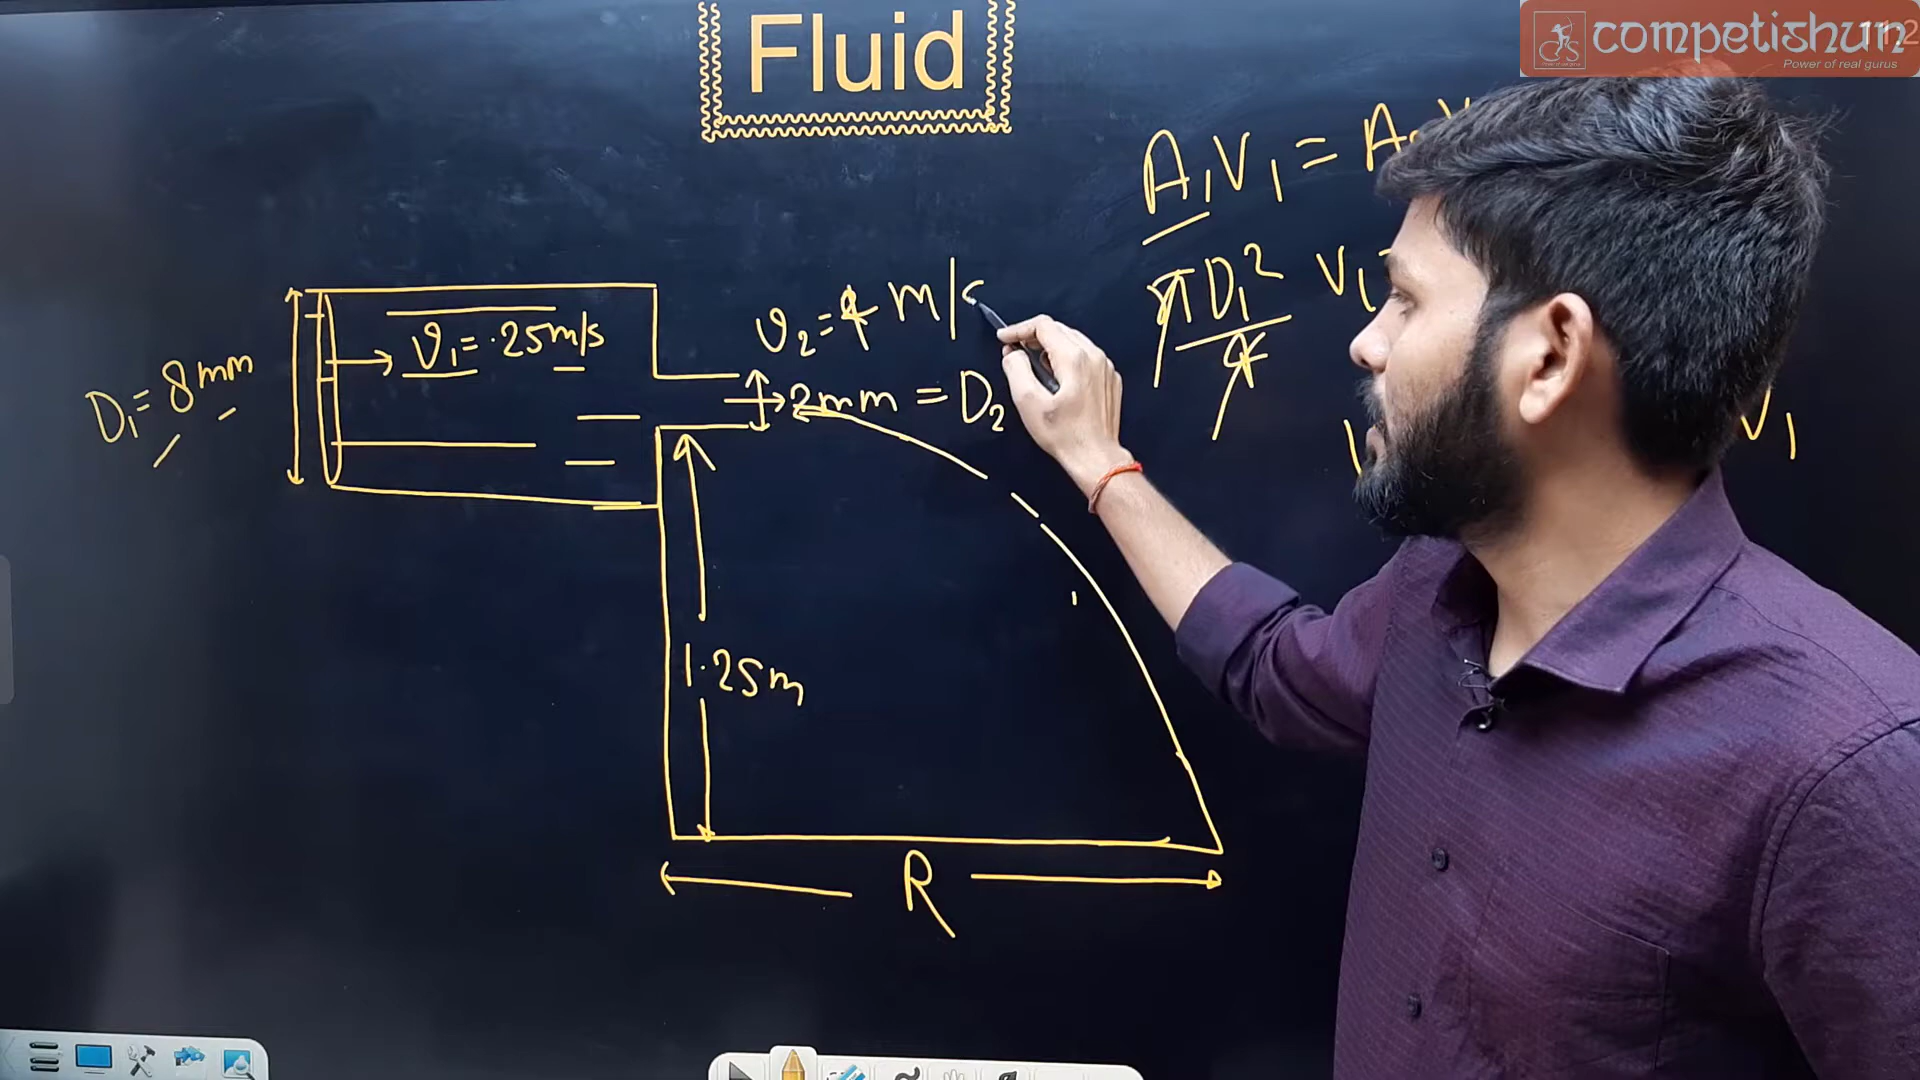 Fluid
competishun
Power of real gurus
A₁V₁ = A
πD₁²/4 V₁
V₁
D₁ = 8mm
v₁ = .25m/s
v₂ = 4 m/s
2mm = D₂
1.25m
R